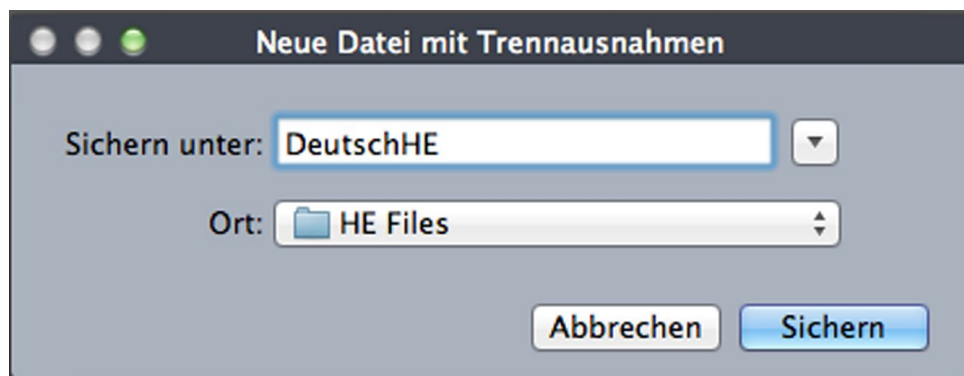 Neue Datei mit Trennausnahmen
Sichern unter: DeutschHE
Ort: HE Files
Abbrechen Sichern